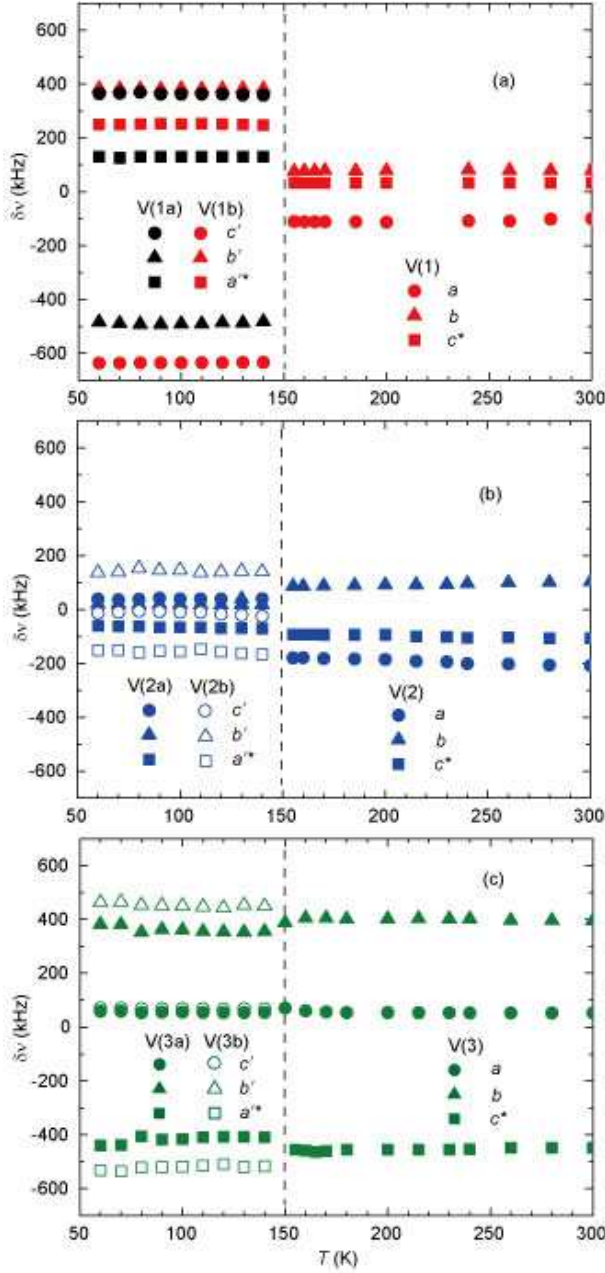 600
(a)
400
200
0
δν (kHz)
V(1a) V(1b)
c'
b'
a'*
V(1)
a
b
c*
-200
-400
-600
50 100 150 200 250 300
600
(b)
400
200
0
δν (kHz)
V(2a) V(2b)
c'
b'
a'*
V(2)
a
b
c*
-200
-400
-600
50 100 150 200 250 300
600
(c)
400
200
0
δν (kHz)
V(3a) V(3b)
c'
b'
a'*
V(3)
a
b
c*
-200
-400
-600
50 100 150 200 250 300
T (K)